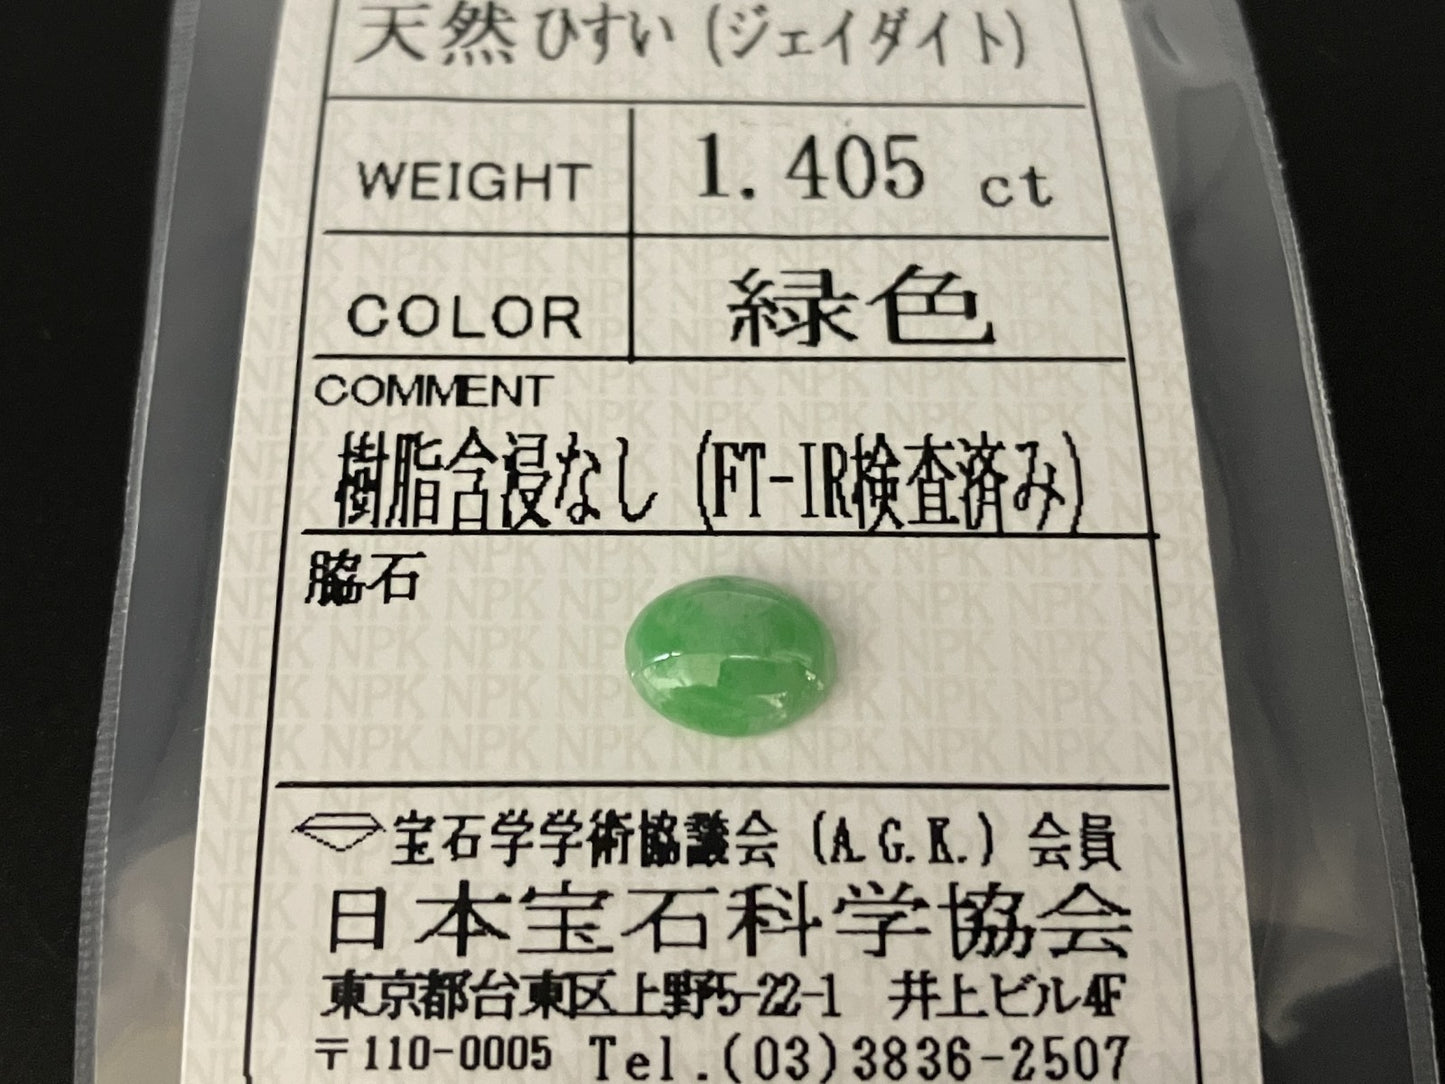 天然ひすい (ジェイダイト)
WEIGHT 1.405 ct
COLOR 緑色
COMMENT
樹脂含浸なし (FT-IR検査済み)
脇石
宝石学学術協議会 (A.G.K.) 会員
日本宝石科学協会
東京都台東区上野5-22-1 井上ビル4F
〒110-0005 Tel.(03)3836-2507